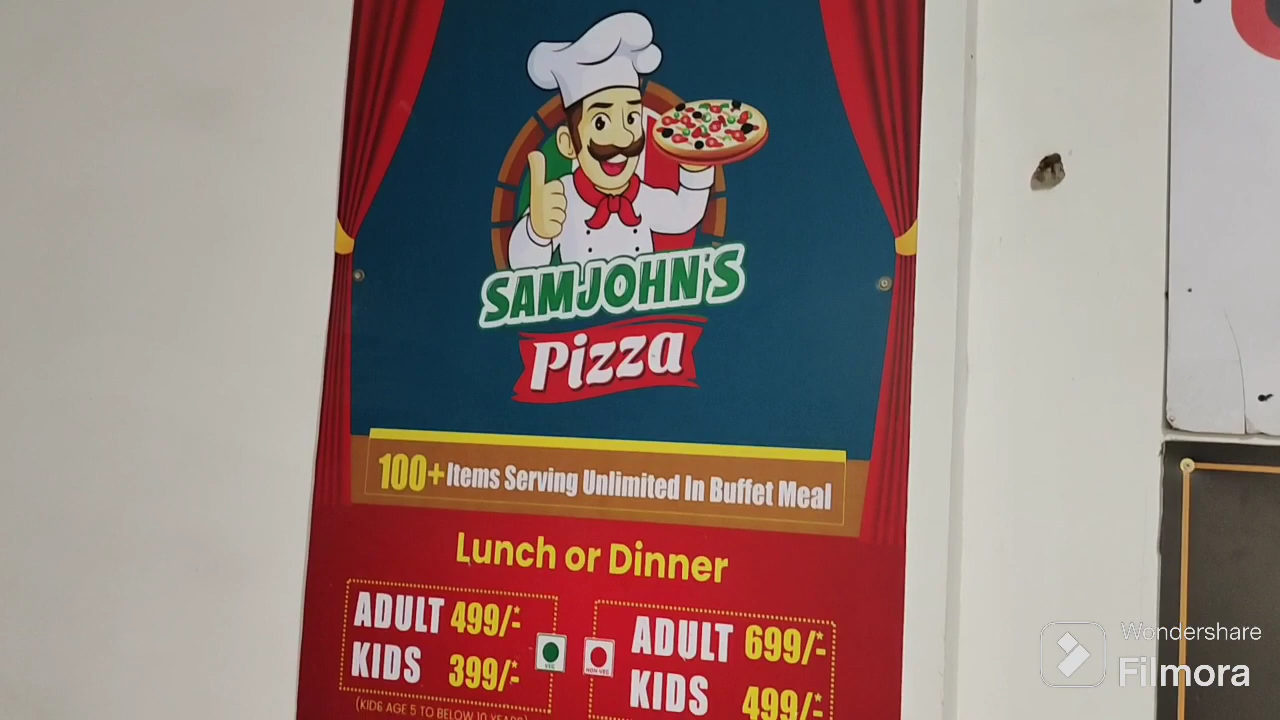 SAMJOHN'S
Pizza
100+ Items Serving Unlimited In Buffet Meal
Lunch or Dinner
ADULT 499/-*
KIDS 399/-*
VEG
(KIDS AGE 5 TO BELOW 10 YEARS)
NON-VEG
ADULT 699/-*
KIDS 499/-*
Wondershare
Filmora